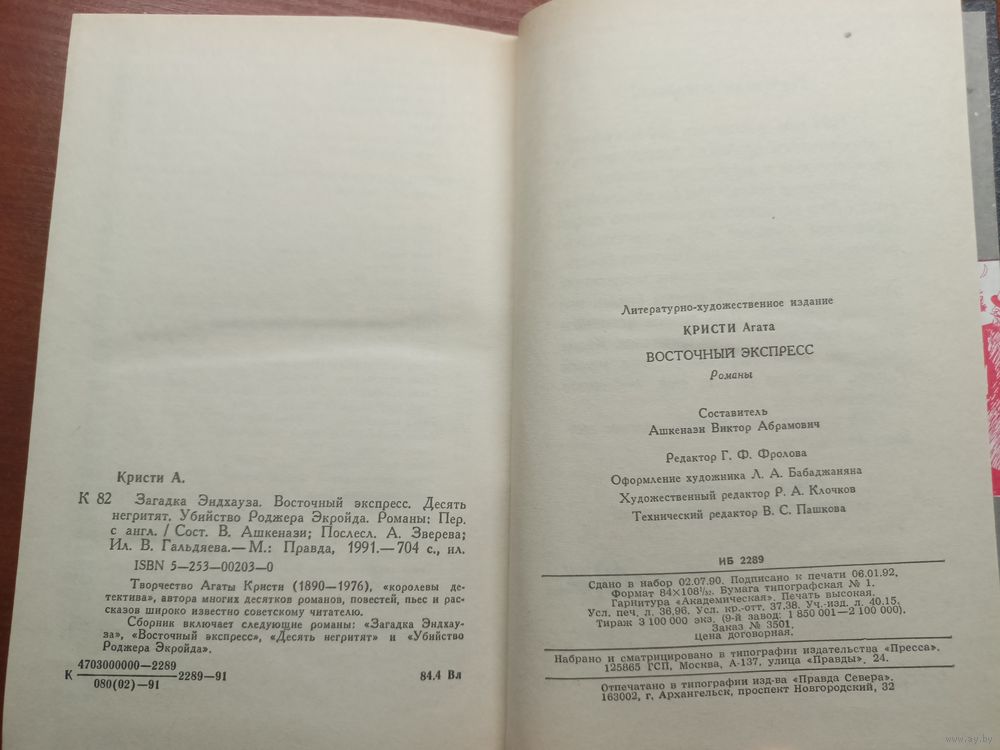 Кристи А.
К 82 Загадка Эндхауза. Восточный экспресс. Десять
негритят. Убийство Роджера Экройда. Романы: Пер.
с англ. / Сост. В. Ашкенази; Послесл. А. Зверева;
Ил. В. Гальдяева.— М.: Правда, 1991.— 704 с., ил.
ISBN 5—253—00203—0
Творчество Агаты Кристи (1890—1976), «королевы де-
тектива», автора многих десятков романов, повестей, пьес и рас-
сказов широко известно советскому читателю.
Сборник включает следующие романы: «Загадка Эндхау-
за», «Восточный экспресс», «Десять негритят» и «Убийство
Роджера Экройда».
К 4703000000—2289
080(02)—91
—2289—91
84.4 Вл
Литературно-художественное издание
КРИСТИ Агата
ВОСТОЧНЫЙ ЭКСПРЕСС
Романы
Составитель
Ашкенази Виктор Абрамович
Редактор Г. Ф. Фролова
Оформление художника Л. А. Бабаджаняна
Художественный редактор Р. А. Клочков
Технический редактор В. С. Пашкова
ИБ 2289
Сдано в набор 02.07.90. Подписано к печати 06.01.92.
Формат 84×108¹/₃₂. Бумага типографская № 1.
Гарнитура «Академическая». Печать высокая.
Усл. печ. л. 36,96. Усл. кр.-отт. 37,38. Уч.-изд. л. 40,15.
Тираж 3 100 000 экз. (9-й завод: 1 850 001—2 100 000).
Заказ № 3501.
Цена договорная.
Набрано и сматрицировано в типографии издательства «Пресса».
125865 ГСП, Москва, А-137, улица «Правды», 24.
Отпечатано в типографии изд-ва «Правда Севера».
163002, г. Архангельск, проспект Новгородский, 32
www.ay.by